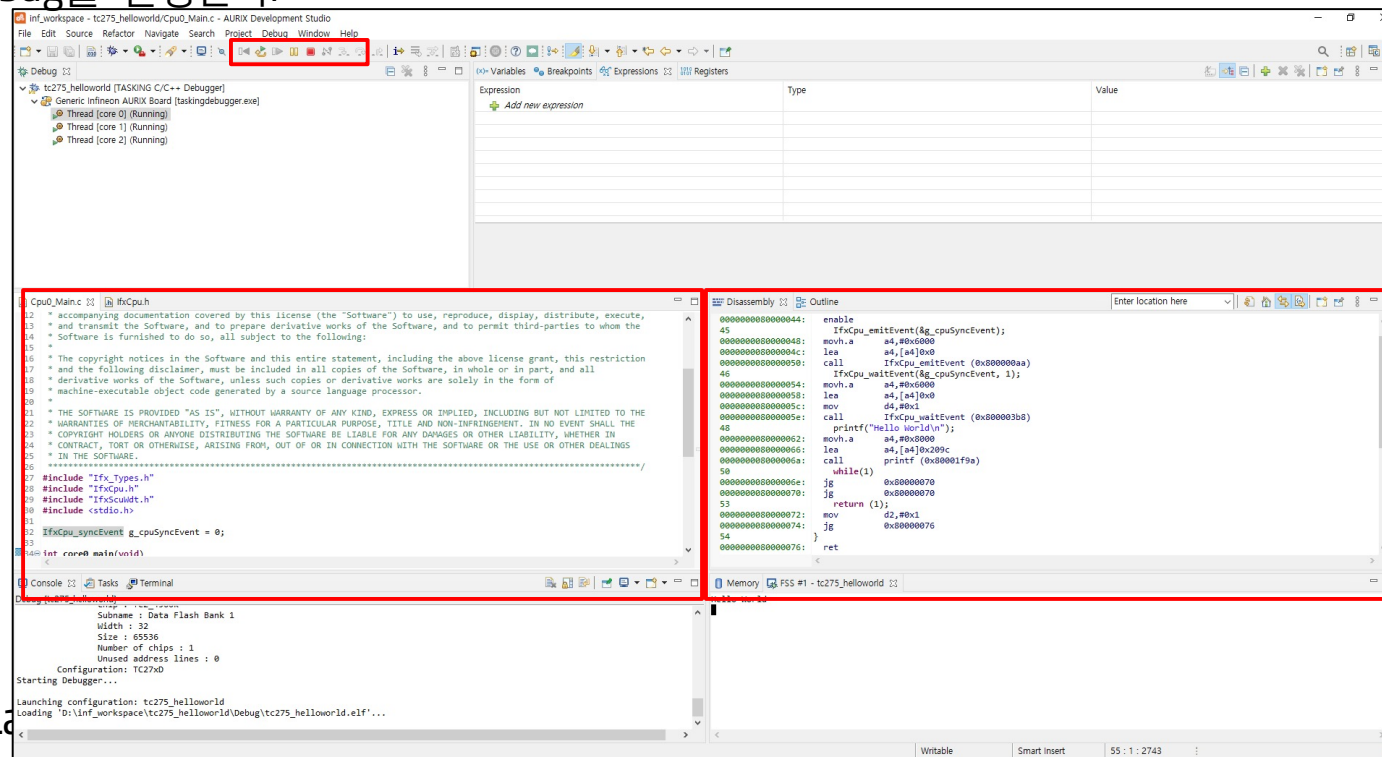 inf_workspace - tc275_helloworld/Cpu0_Main.c - AURIX Development Studio
File Edit Source Refactor Navigate Search Project Debug Window Help
Debug
(x)= Variables Breakpoints Expressions Registers
tc275_helloworld [TASKING C/C++ Debugger]
Generic Infineon AURIX Board [taskingdebugger.exe]
Thread [core 0] (Running)
Thread [core 1] (Running)
Thread [core 2] (Running)
Expression Type Value
Add new expression
Cpu0_Main.c IfxCpu.h
12 * accompanying documentation covered by this license (the "Software") to use, reproduce, display, distribute, execute,
13 * and transmit the Software, and to prepare derivative works of the Software, and to permit third-parties to whom the
14 * Software is furnished to do so, all subject to the following:
15 *
16 * The copyright notices in the Software and this entire statement, including the above license grant, this restriction
17 * and the following disclaimer, must be included in all copies of the Software, in whole or in part, and all
18 * derivative works of the Software, unless such copies or derivative works are solely in the form of
19 * machine-executable object code generated by a source language processor.
20 *
21 * THE SOFTWARE IS PROVIDED "AS IS", WITHOUT WARRANTY OF ANY KIND, EXPRESS OR IMPLIED, INCLUDING BUT NOT LIMITED TO THE
22 * WARRANTIES OF MERCHANTABILITY, FITNESS FOR A PARTICULAR PURPOSE, TITLE AND NON-INFRINGEMENT. IN NO EVENT SHALL THE
23 * COPYRIGHT HOLDERS OR ANYONE DISTRIBUTING THE SOFTWARE BE LIABLE FOR ANY DAMAGES OR OTHER LIABILITY, WHETHER IN
24 * CONTRACT, TORT OR OTHERWISE, ARISING FROM, OUT OF OR IN CONNECTION WITH THE SOFTWARE OR THE USE OR OTHER DEALINGS
25 * IN THE SOFTWARE.
26 *********************************************************************************************************************/
27 #include "Ifx_Types.h"
28 #include "IfxCpu.h"
29 #include "IfxScuWdt.h"
30 #include <stdio.h>
31
32 IfxCpu_syncEvent g_cpuSyncEvent = 0;
33
34 int core0_main(void)
Disassembly Outline Enter location here
0000000080000044: enable
45 IfxCpu_emitEvent(&g_cpuSyncEvent);
0000000080000048: movh.a a4,#0x6000
000000008000004c: lea a4,[a4]0x0
0000000080000050: call IfxCpu_emitEvent (0x800000aa)
46 IfxCpu_waitEvent(&g_cpuSyncEvent, 1);
0000000080000054: movh.a a4,#0x6000
0000000080000058: lea a4,[a4]0x0
000000008000005c: mov d4,#0x1
000000008000005e: call IfxCpu_waitEvent (0x800003b8)
48 printf("Hello World\n");
0000000080000062: movh.a a4,#0x8000
0000000080000066: lea a4,[a4]0x209c
000000008000006a: call printf (0x80001f9a)
50 while(1)
000000008000006e: jg 0x80000070
0000000080000070: jg 0x80000070
53 return (1);
0000000080000072: mov d2,#0x1
0000000080000074: jg 0x80000076
54 }
0000000080000076: ret
Console Tasks Terminal
Subname : Data Flash Bank 1
Width : 32
Size : 65536
Number of chips : 1
Unused address lines : 0
Configuration: TC27xD
Starting Debugger...
Launching configuration: tc275_helloworld
Loading 'D:\inf_workspace\tc275_helloworld\Debug\tc275_helloworld.elf'...
Memory FSS #1 - tc275_helloworld
Writable Smart Insert 55 : 1 : 2743